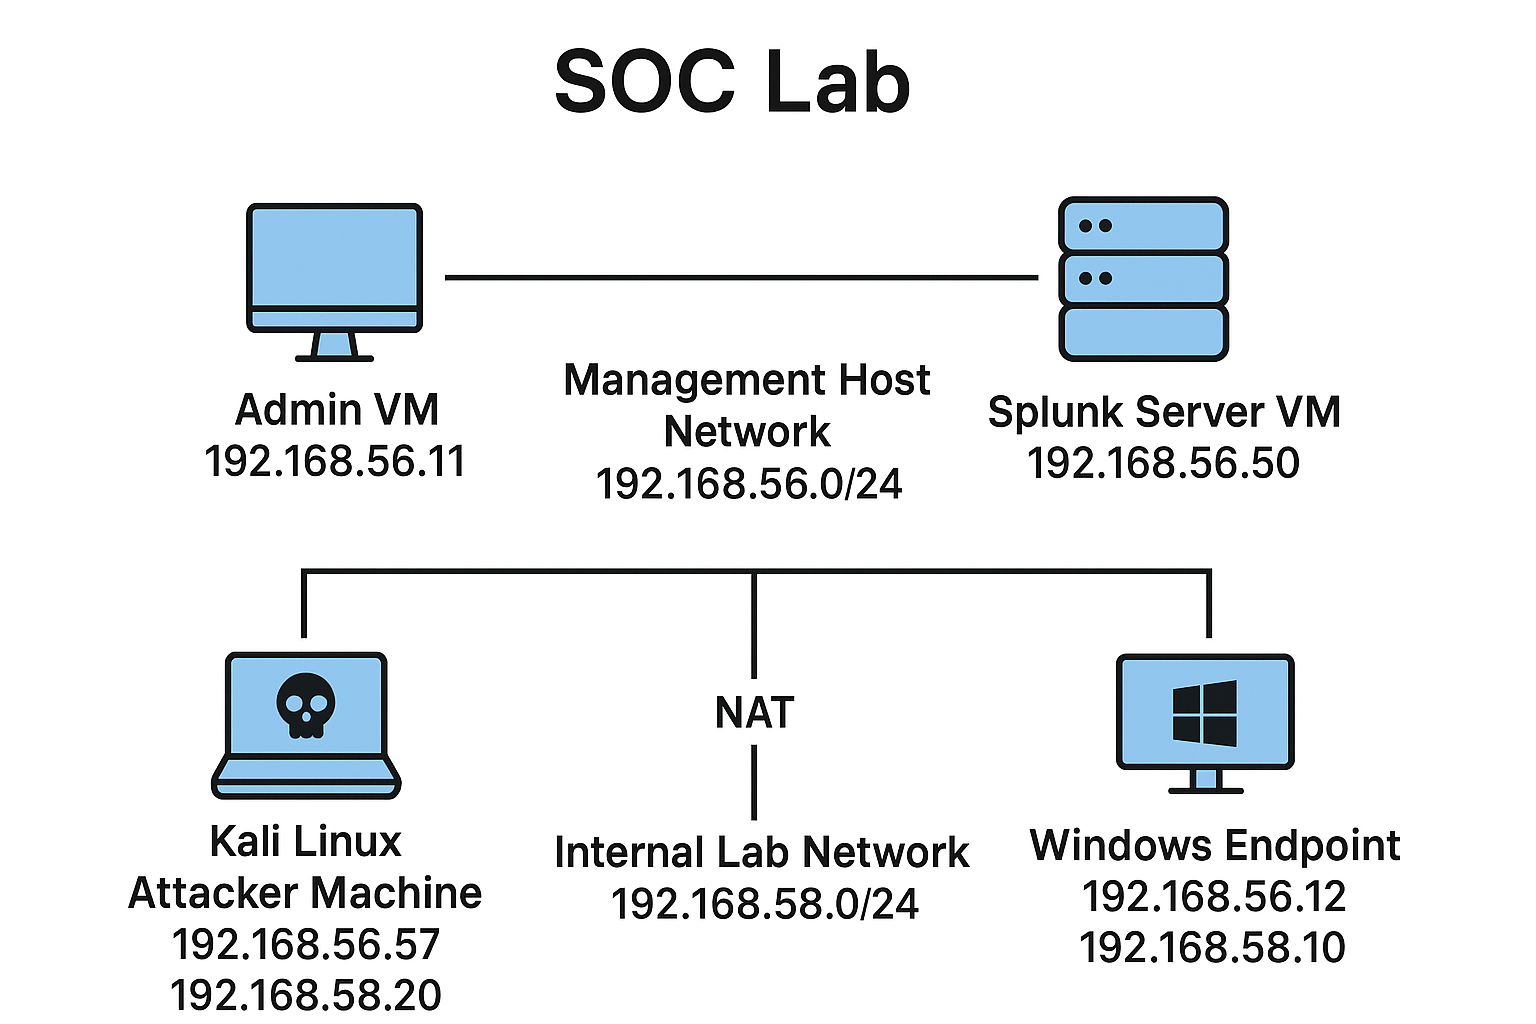 SOC Lab
Admin VM
192.168.56.11
Management Host
Network
192.168.56.0/24
Splunk Server VM
192.168.56.50
NAT
Kali Linux
Attacker Machine
192.168.56.57
192.168.58.20
Internal Lab Network
192.168.58.0/24
Windows Endpoint
192.168.56.12
192.168.58.10